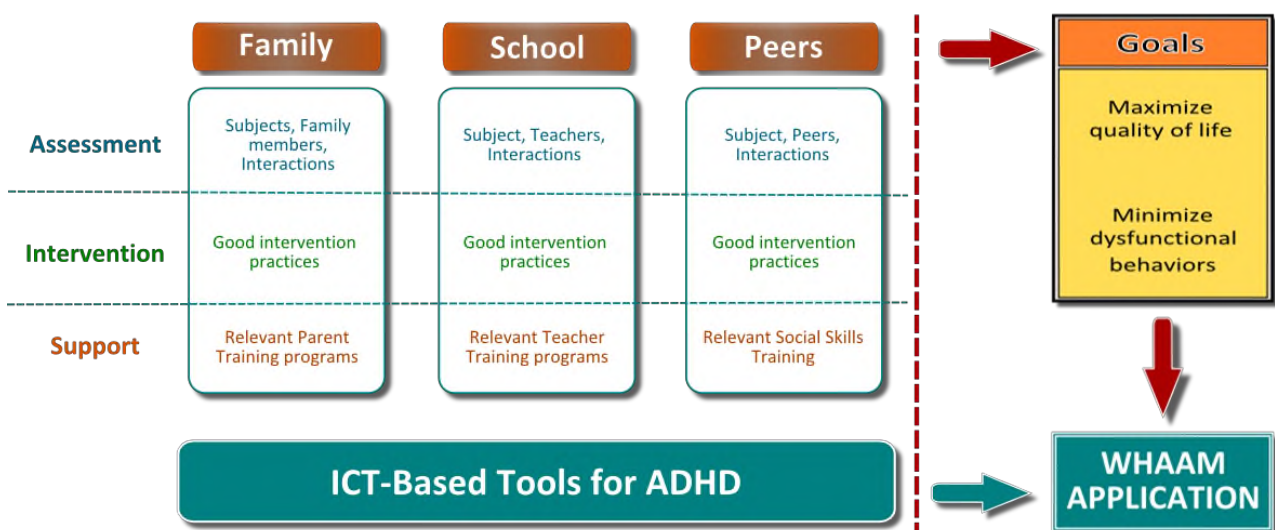 Family
School
Peers
Goals
Assessment
Subjects, Family
members,
Interactions
Subject, Teachers,
Interactions
Subject, Peers,
Interactions
Maximize
quality of life
Minimize
dysfunctional
behaviors
Intervention
Good intervention
practices
Good intervention
practices
Good intervention
practices
Support
Relevant Parent
Training programs
Relevant Teacher
Training programs
Relevant Social Skills
Training
ICT-Based Tools for ADHD
WHAAM
APPLICATION